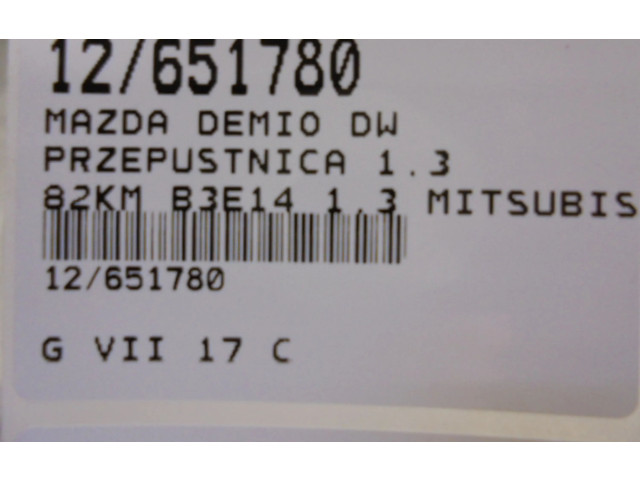 12/651780
MAZDA DEMIO DW
PRZEPUSTNICA 1.3
82KM B3E14 1.3 MITSUBIS
12/651780
G VII 17 C